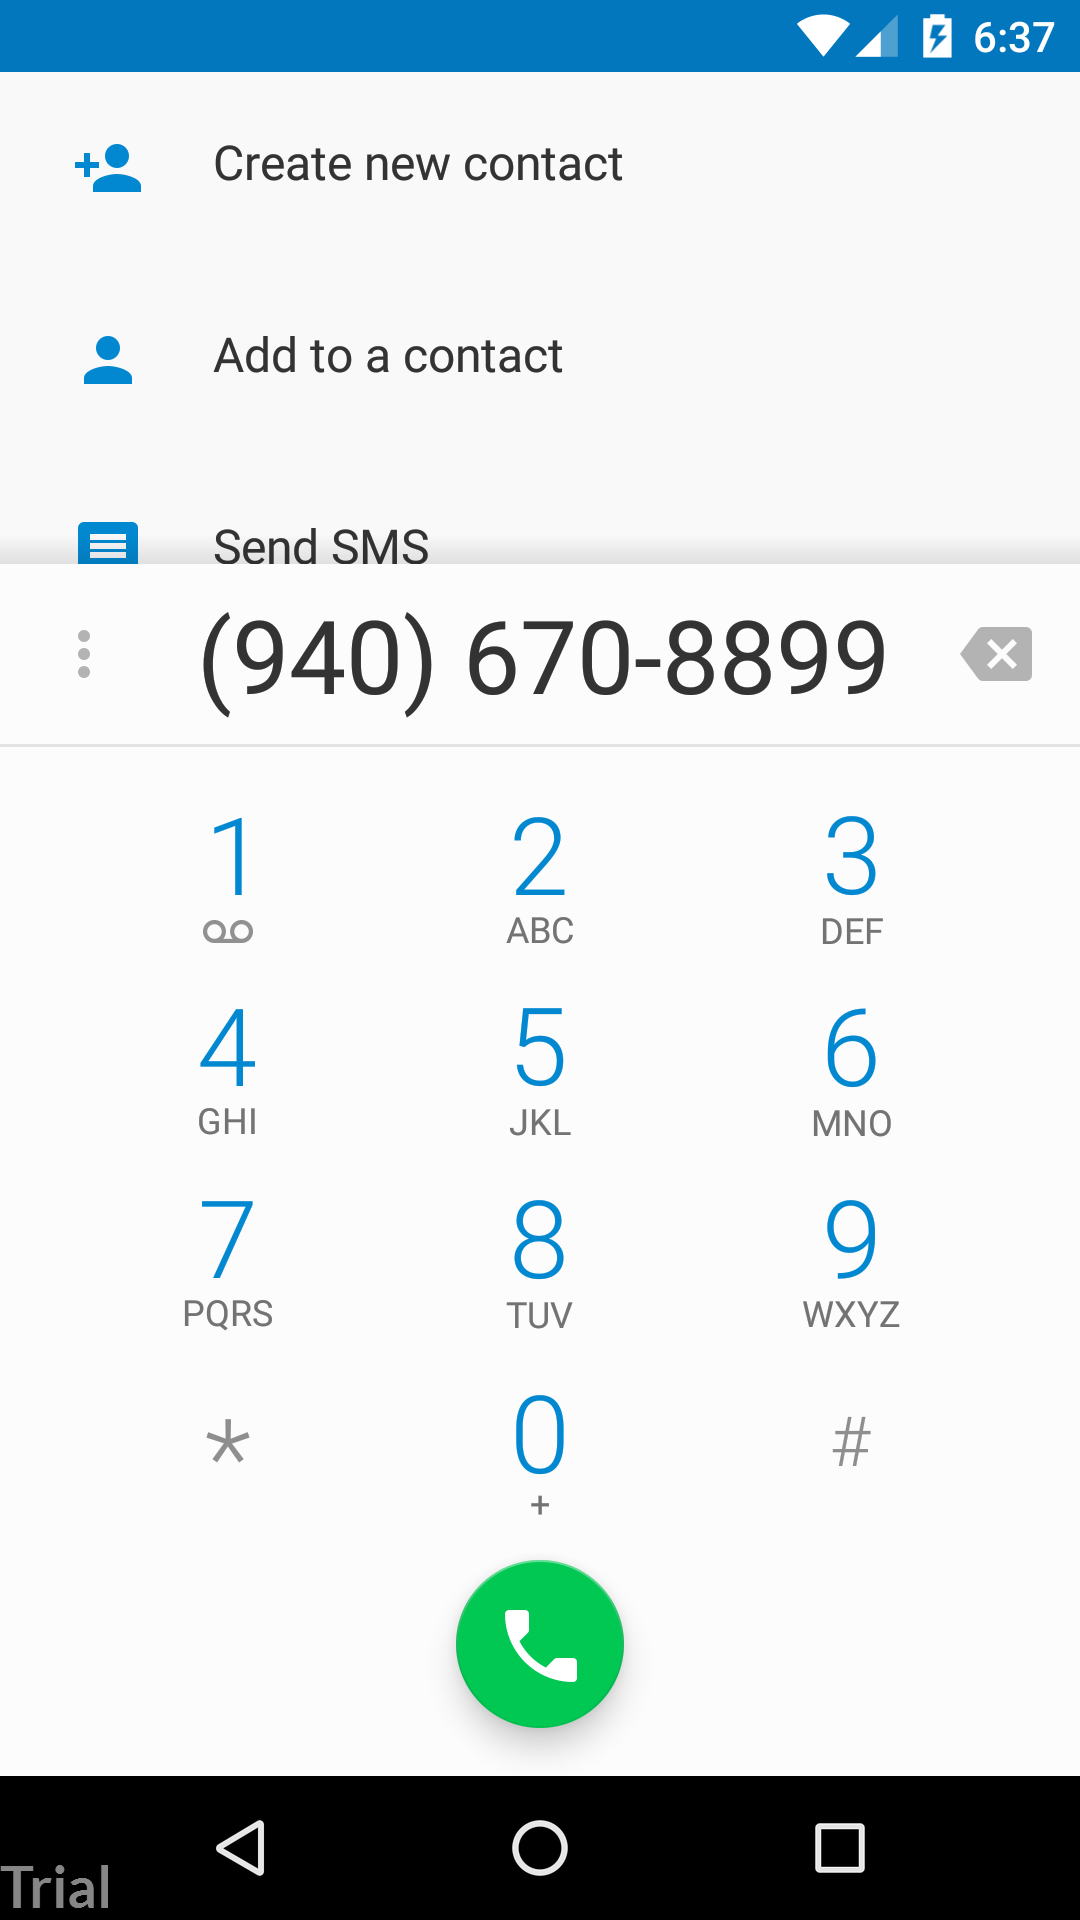 6:37
Create new contact
Add to a contact
Send SMS
(940) 670-8899
1 2 3
ABC DEF
4 5 6
GHI JKL MNO
7 8 9
PQRS TUV WXYZ
* 0 #
+
Trial